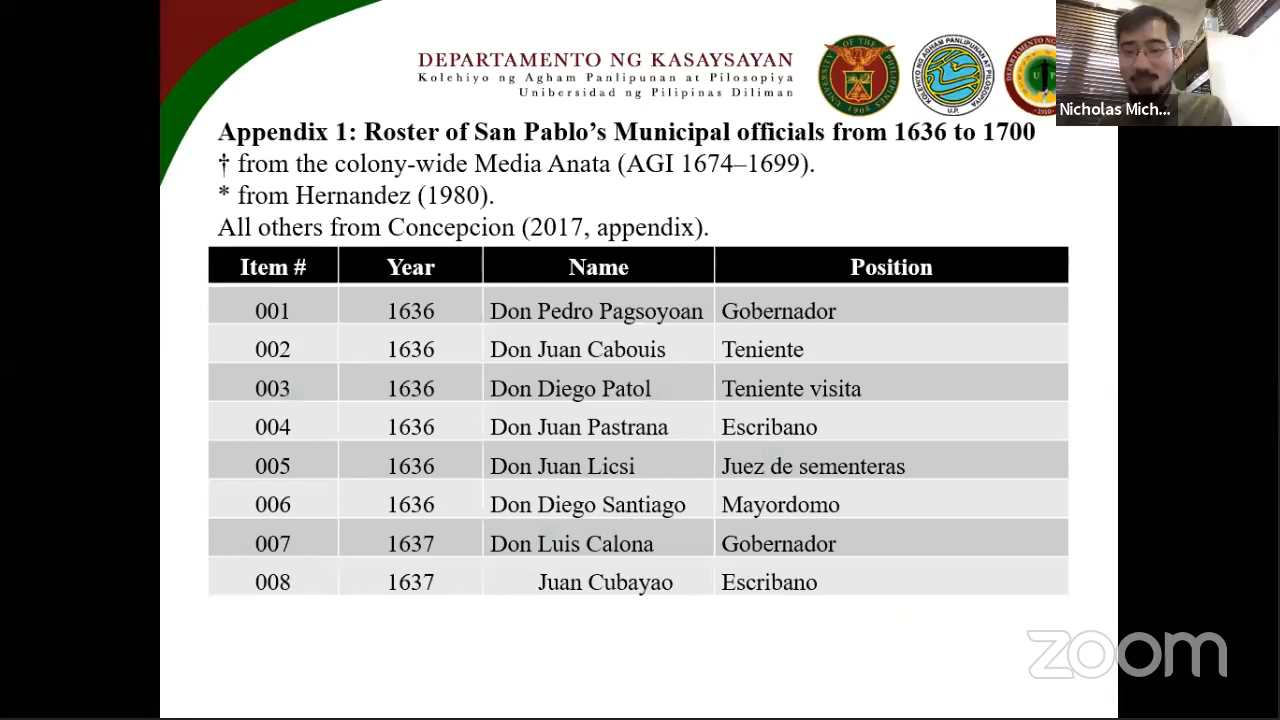 DEPARTAMENTO NG KASAYSAYAN
Kolehiyo ng Agham Panlipunan at Pilosopiya
Unibersidad ng Pilipinas Diliman
Nicholas Mich...
Appendix 1: Roster of San Pablo’s Municipal officials from 1636 to 1700
† from the colony-wide Media Anata (AGI 1674–1699).
* from Hernandez (1980).
All others from Concepcion (2017, appendix).
Item # Year Name Position
001 1636 Don Pedro Pagsoyoan Gobernador
002 1636 Don Juan Cabouis Teniente
003 1636 Don Diego Patol Teniente visita
004 1636 Don Juan Pastrana Escribano
005 1636 Don Juan Licsi Juez de sementeras
006 1636 Don Diego Santiago Mayordomo
007 1637 Don Luis Calona Gobernador
008 1637 Juan Cubayao Escribano
zoom